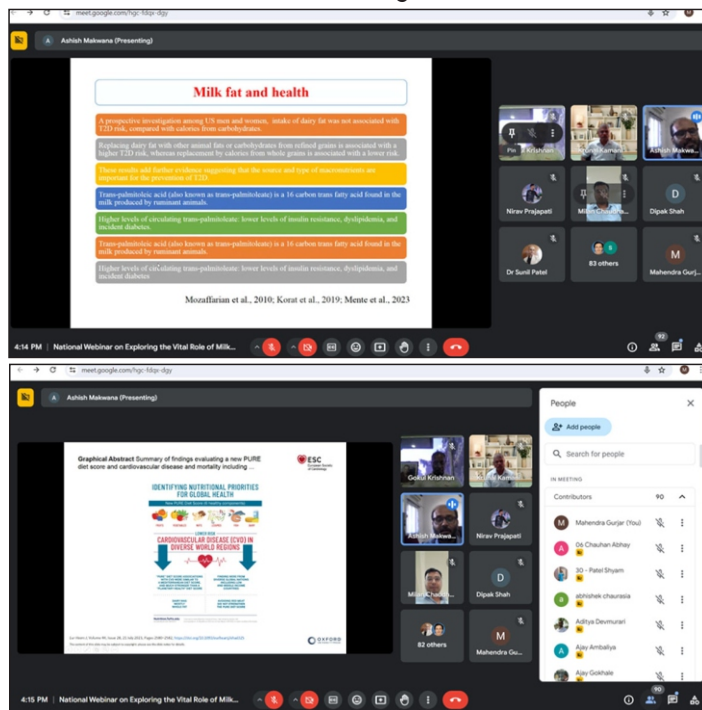 meet.google.com/hgc-fdqx-dgy
Ashish Makwana (Presenting)
Milk fat and health
A prospective investigation among US men and women, intake of dairy fat was not associated with
T2D risk, compared with calories from carbohydrates.
Replacing dairy fat with other animal fats or carbohydrates from refined grains is associated with a
higher T2D risk, whereas replacement by calories from whole grains is associated with a lower risk.
These results add further evidence suggesting that the source and type of macronutrients are
important for the prevention of T2D.
Trans-palmitoleic acid (also known as trans-palmitoleate) is a 16 carbon trans fatty acid found in the
milk produced by ruminant animals.
Higher levels of circulating trans-palmitoleate: lower levels of insulin resistance, dyslipidemia, and
incident diabetes.
Trans-palmitoleic acid (also known as trans-palmitoleate) is a 16 carbon trans fatty acid found in the
milk produced by ruminant animals.
Higher levels of circulating trans-palmitoleate: lower levels of insulin resistance, dyslipidemia, and
incident diabetes
Mozaffarian et al., 2010; Korat et al., 2019; Mente et al., 2023
Krishnan
Ashish Makwa...
Nirav Prajapati
Dipak Shah
Dr Sunil Patel
83 others
Mahendra Gurj...
4:14 PM | National Webinar on Exploring the Vital Role of Milk...
92
meet.google.com/hgc-fdqx-dgy
Ashish Makwana (Presenting)
Graphical Abstract Summary of findings evaluating a new PURE
diet score and cardiovascular disease and mortality including ...
ESC
European Society
of Cardiology
IDENTIFYING NUTRITIONAL PRIORITIES
FOR GLOBAL HEALTH
LOWER RISK
CARDIOVASCULAR DISEASE (CVD) IN
DIVERSE WORLD REGIONS
OXFORD
Gokul Krishnan
Ashish Makwa...
Nirav Prajapati
Dipak Shah
82 others
Mahendra Gu...
People
Add people
Search for people
IN MEETING
Contributors 90
Mahendra Gurjar (You)
06 Chauhan Abhay
30 - Patel Shyam
abhishek chaurasia
Aditya Devmurari
Ajay Ambaliya
Ajay Gokhale
4:15 PM | National Webinar on Exploring the Vital Role of Milk...
90